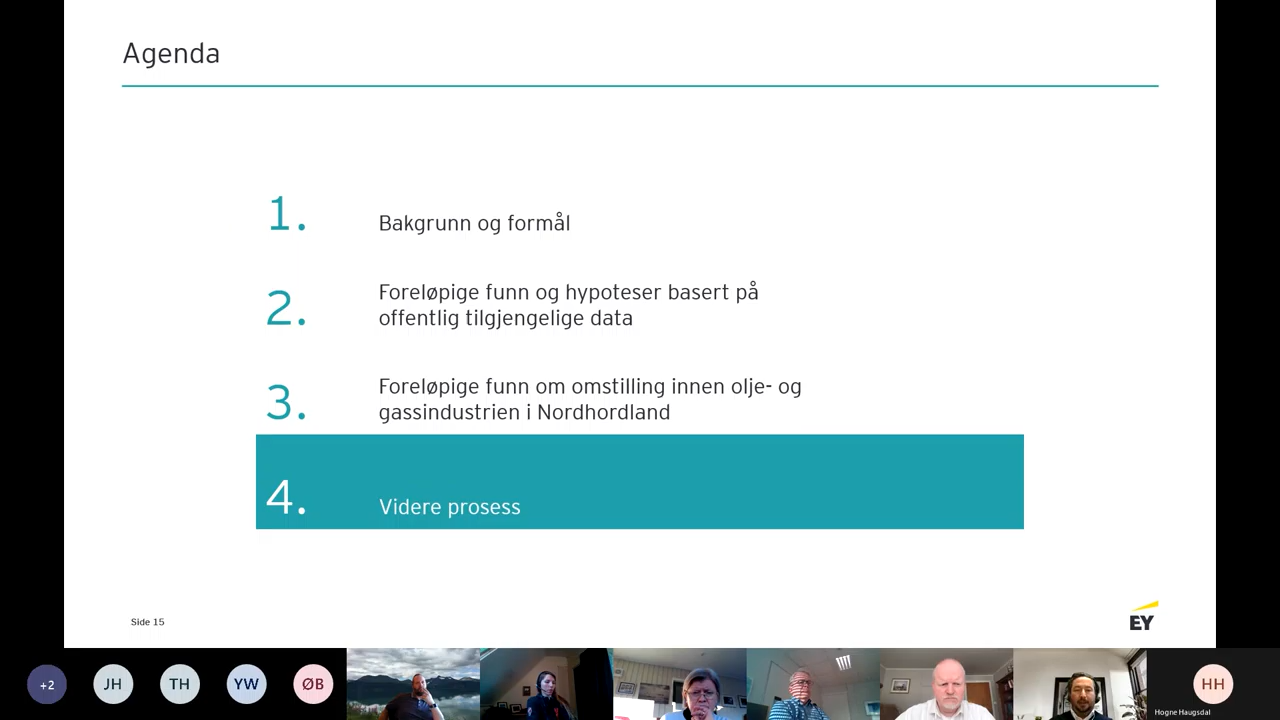 Agenda
1.
Bakgrunn og formål
2.
Foreløpige funn og hypoteser basert på
offentlig tilgjengelige data
3.
Foreløpige funn om omstilling innen olje- og
gassindustrien i Nordhordland
4.
Videre prosess
Side 15
EY
+2
JH
TH
YW
ØB
HH
Hogne Haugsdal